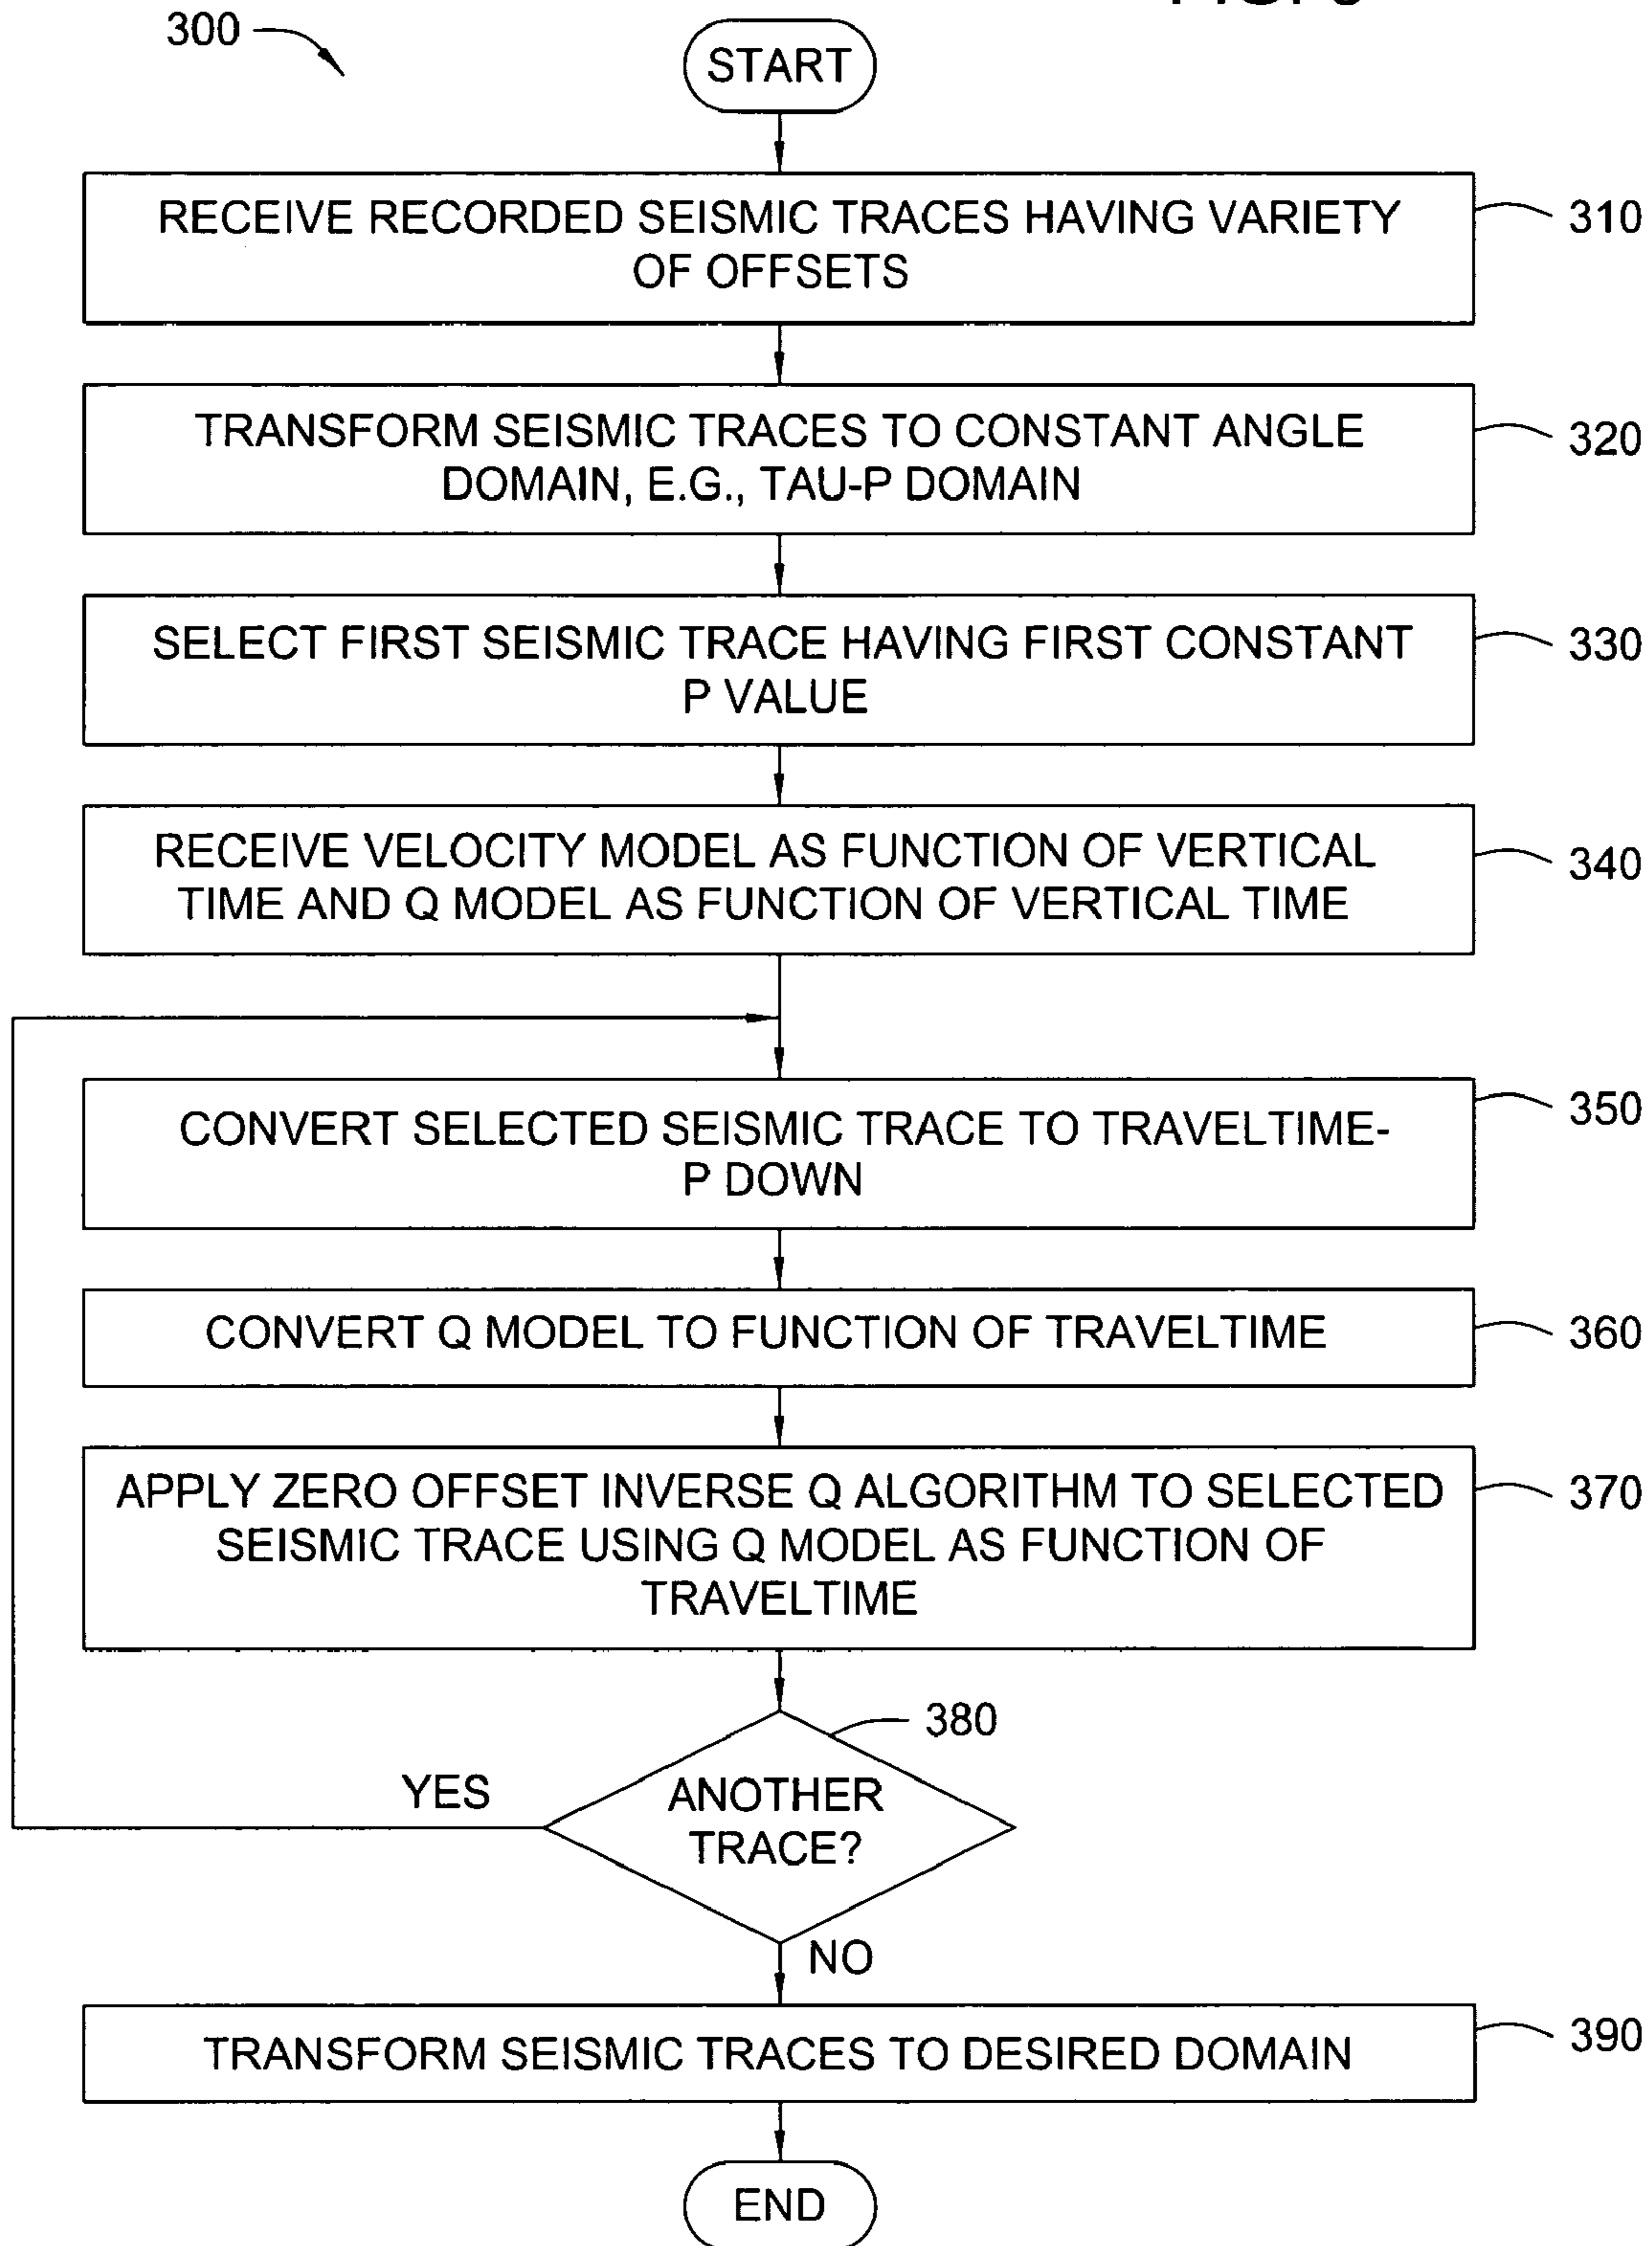 300
START
RECEIVE RECORDED SEISMIC TRACES HAVING VARIETY
OF OFFSETS
310
TRANSFORM SEISMIC TRACES TO CONSTANT ANGLE
DOMAIN, E.G., TAU-P DOMAIN
320
SELECT FIRST SEISMIC TRACE HAVING FIRST CONSTANT
P VALUE
330
RECEIVE VELOCITY MODEL AS FUNCTION OF VERTICAL
TIME AND Q MODEL AS FUNCTION OF VERTICAL TIME
340
CONVERT SELECTED SEISMIC TRACE TO TRAVELTIME-
P DOWN
350
CONVERT Q MODEL TO FUNCTION OF TRAVELTIME
360
APPLY ZERO OFFSET INVERSE Q ALGORITHM TO SELECTED
SEISMIC TRACE USING Q MODEL AS FUNCTION OF
TRAVELTIME
370
380
YES
ANOTHER
TRACE?
NO
TRANSFORM SEISMIC TRACES TO DESIRED DOMAIN
390
END